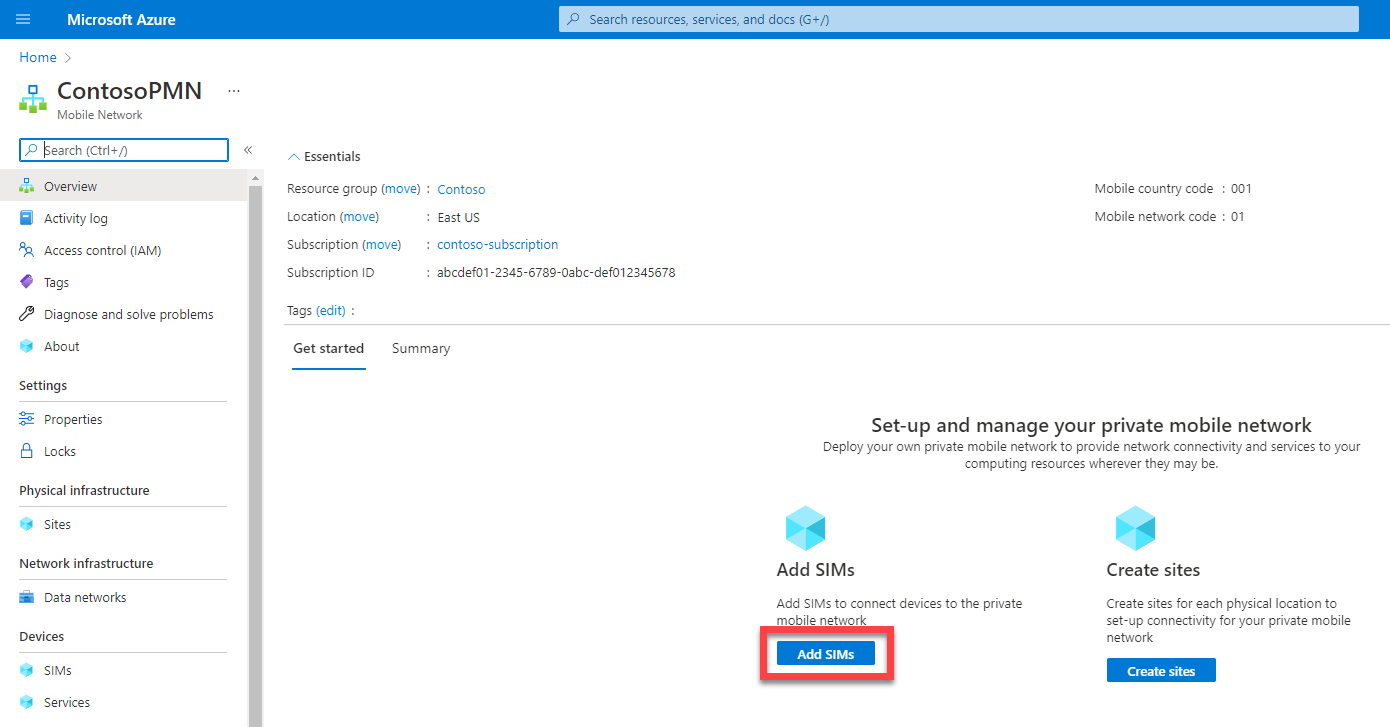 Microsoft Azure
Search resources, services, and docs (G+/)
Home
ContosoPMN ...
Mobile Network
Search (Ctrl+/)
«
Overview
Activity log
Access control (IAM)
Tags
Diagnose and solve problems
About
Settings
Properties
Locks
Physical infrastructure
Sites
Network infrastructure
Data networks
Devices
SIMs
Services
Essentials
Resource group (move) : Contoso
Location (move) : East US
Subscription (move) : contoso-subscription
Subscription ID : abcdef01-2345-6789-0abc-def012345678
Mobile country code : 001
Mobile network code : 01
Tags (edit) :
Get started Summary
Set-up and manage your private mobile network
Deploy your own private mobile network to provide network connectivity and services to your
computing resources wherever they may be.
Add SIMs
Add SIMs to connect devices to the private
mobile network
Add SIMs
Create sites
Create sites for each physical location to
set-up connectivity for your private mobile
network
Create sites